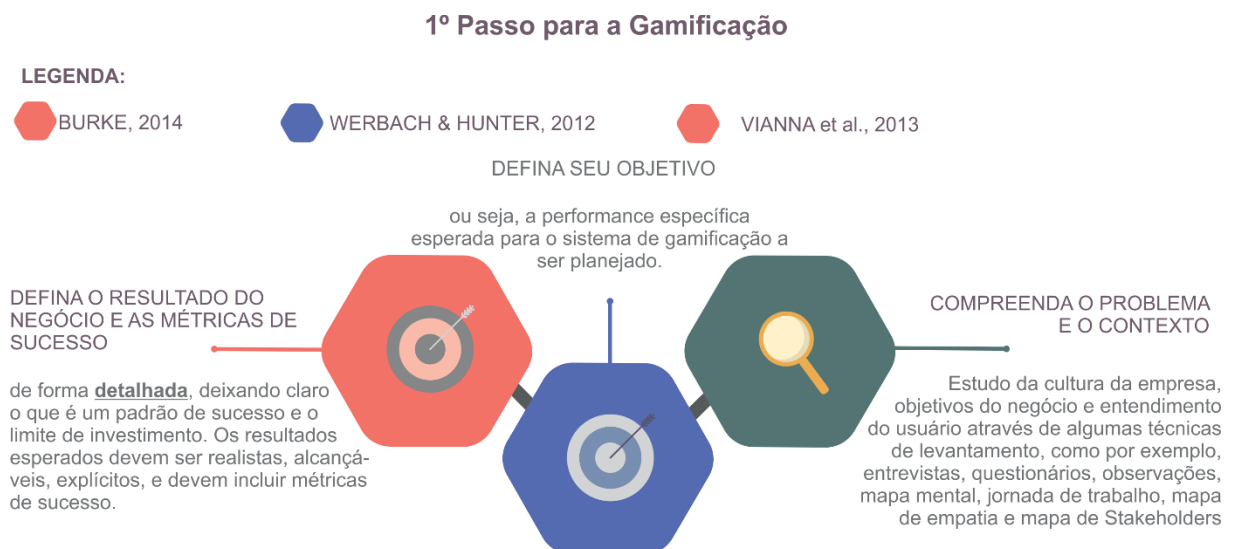 1º Passo para a Gamificação
LEGENDA:
BURKE, 2014
WERBACH & HUNTER, 2012
VIANNA et al., 2013
DEFINA SEU OBJETIVO
ou seja, a performance específica
esperada para o sistema de gamificação a
ser planejado.
DEFINA O RESULTADO DO
NEGÓCIO E AS MÉTRICAS DE
SUCESSO
de forma detalhada, deixando claro
o que é um padrão de sucesso e o
limite de investimento. Os resultados
esperados devem ser realistas, alcançá-
veis, explícitos, e devem incluir métricas
de sucesso.
COMPREENDA O PROBLEMA
E O CONTEXTO
Estudo da cultura da empresa,
objetivos do negócio e entendimento
do usuário através de algumas técnicas
de levantamento, como por exemplo,
entrevistas, questionários, observações,
mapa mental, jornada de trabalho, mapa
de empatia e mapa de Stakeholders